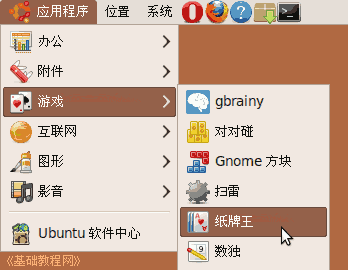 应用程序 位置 系统
办公
附件
游戏
互联网
图形
影音
Ubuntu 软件中心
gbrainy
对对碰
Gnome 方块
扫雷
纸牌王
数独
《基础教程网》